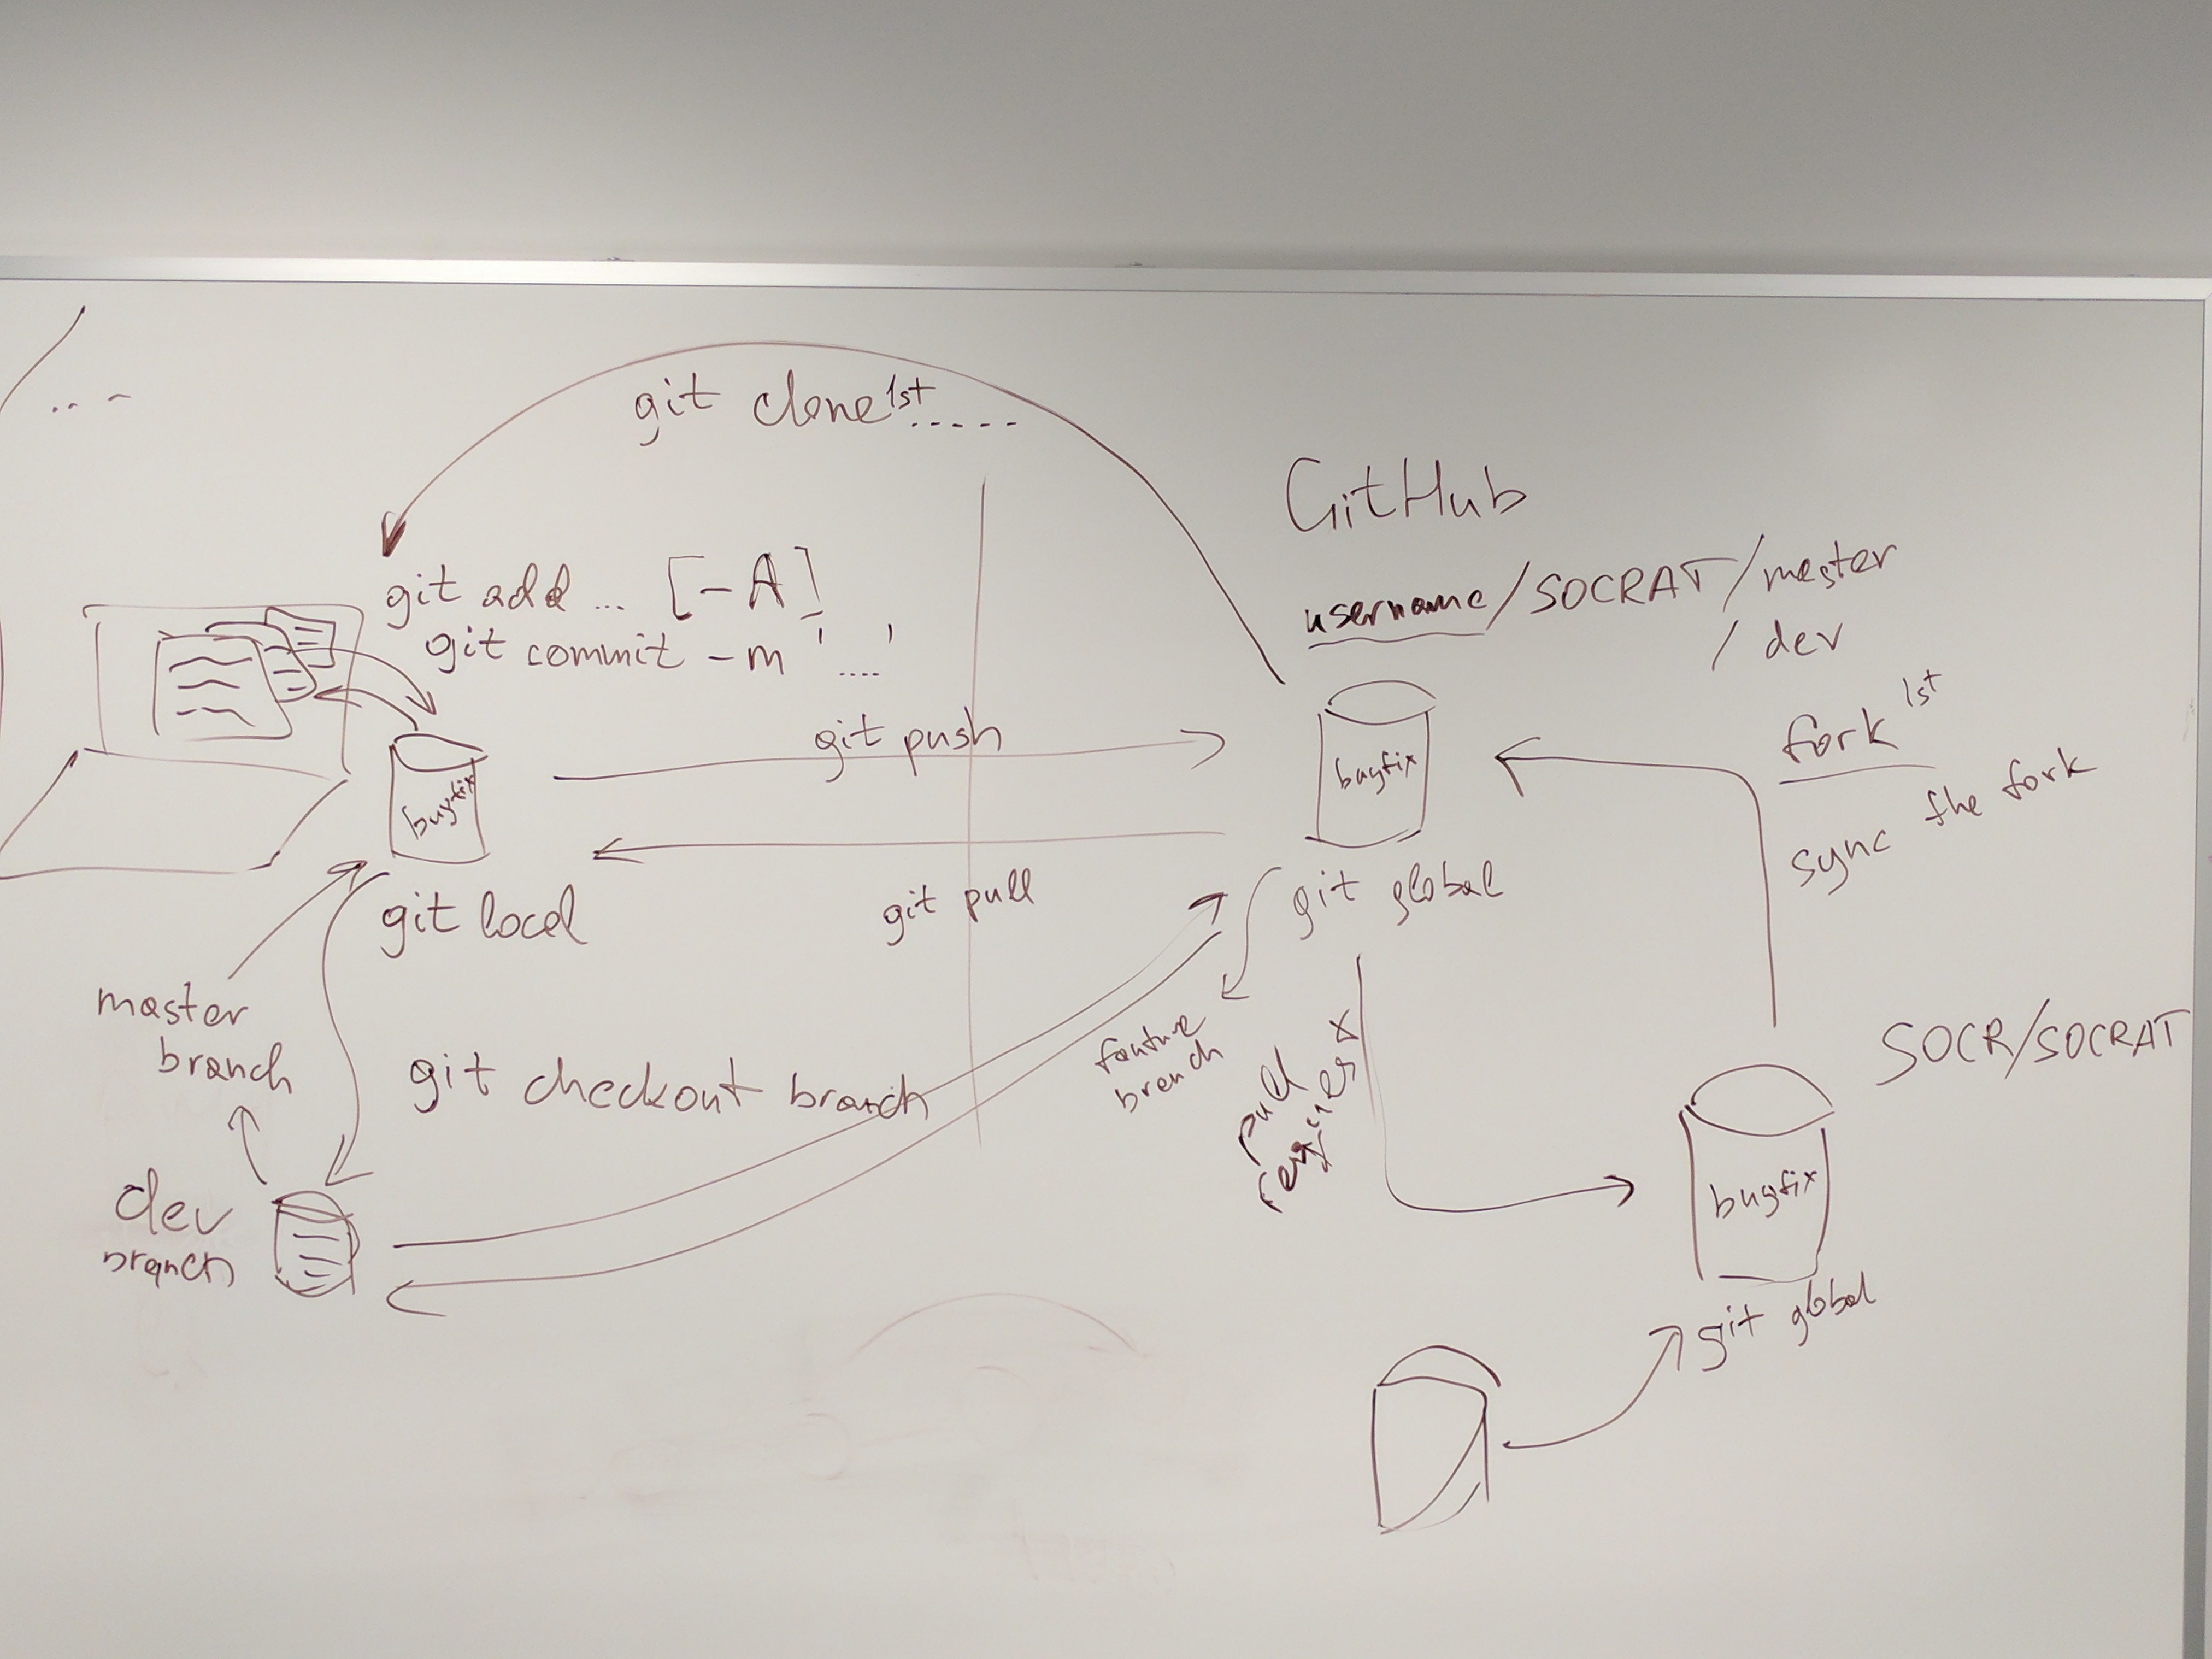 git clone 1st .....
GitHub
username/SOCRAT/master
/ dev
git add ... [-A]
git commit -m '....'
git push
bugfix
bugfix
fork 1st
sync the fork
git pull
git local
git global
master
branch
feature
branch
pull
request
git checkout branch
SOCR/SOCRAT
bugfix
dev
branch
git global